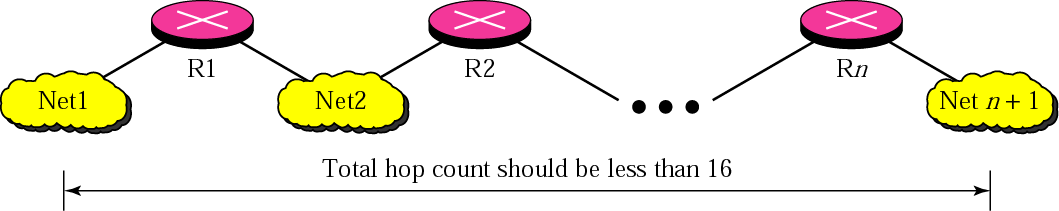 R1
R2
Rn
Net1
Net2
Net n + 1
Total hop count should be less than 16